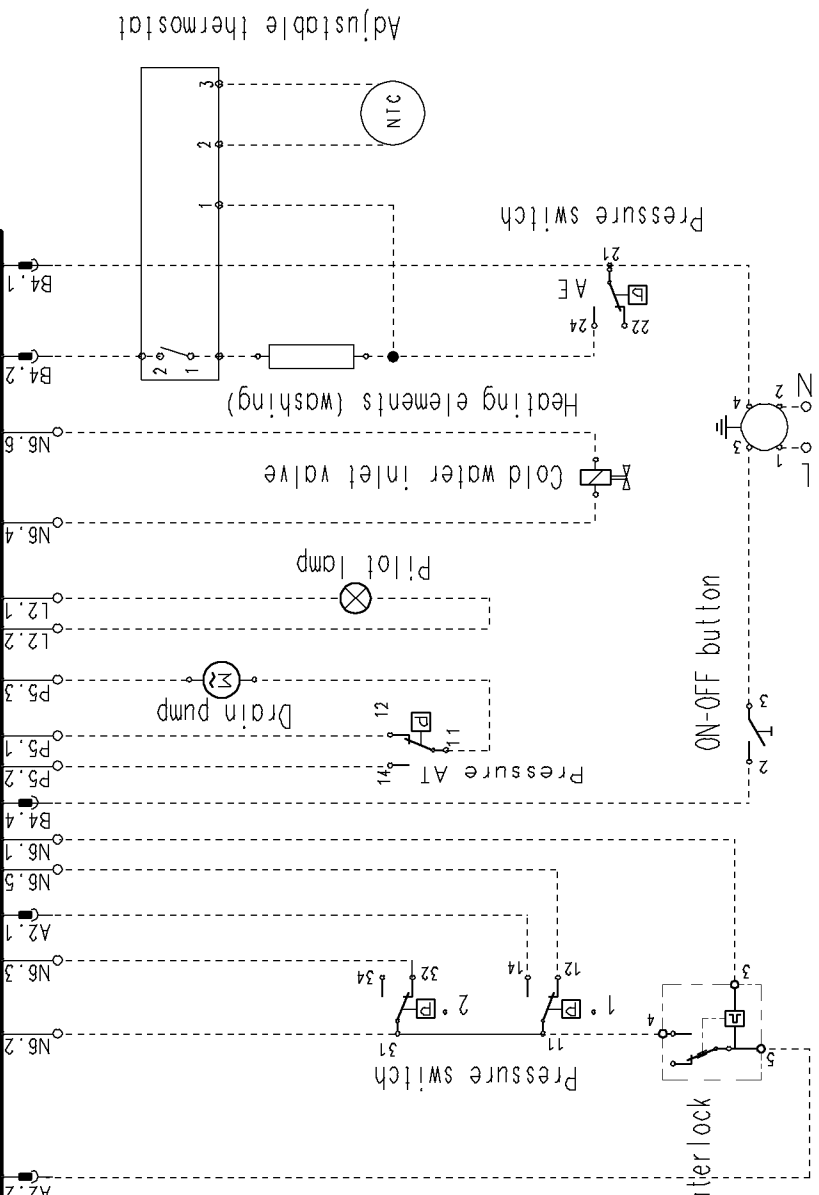 Adjustable thermostat
3
NTC
2
1
Pressure switch
21
B4.1
AE
P
24
22
B4.2
2
1
Heating elements (washing)
4
2
N
N6.6
3
1
L
Cold water inlet valve
N6.4
Pilot lamp
L2.1
L2.2
ON-OFF button
P5.3
M
Drain pump
12
P
11
3
P5.1
14
Pressure AT
2
P5.2
B4.4
N6.1
N6.5
A2.1
N6.3
34
32
14
12
3
P
2°
P
1°
N6.2
31
11
4
5
Pressure switch
A2.2